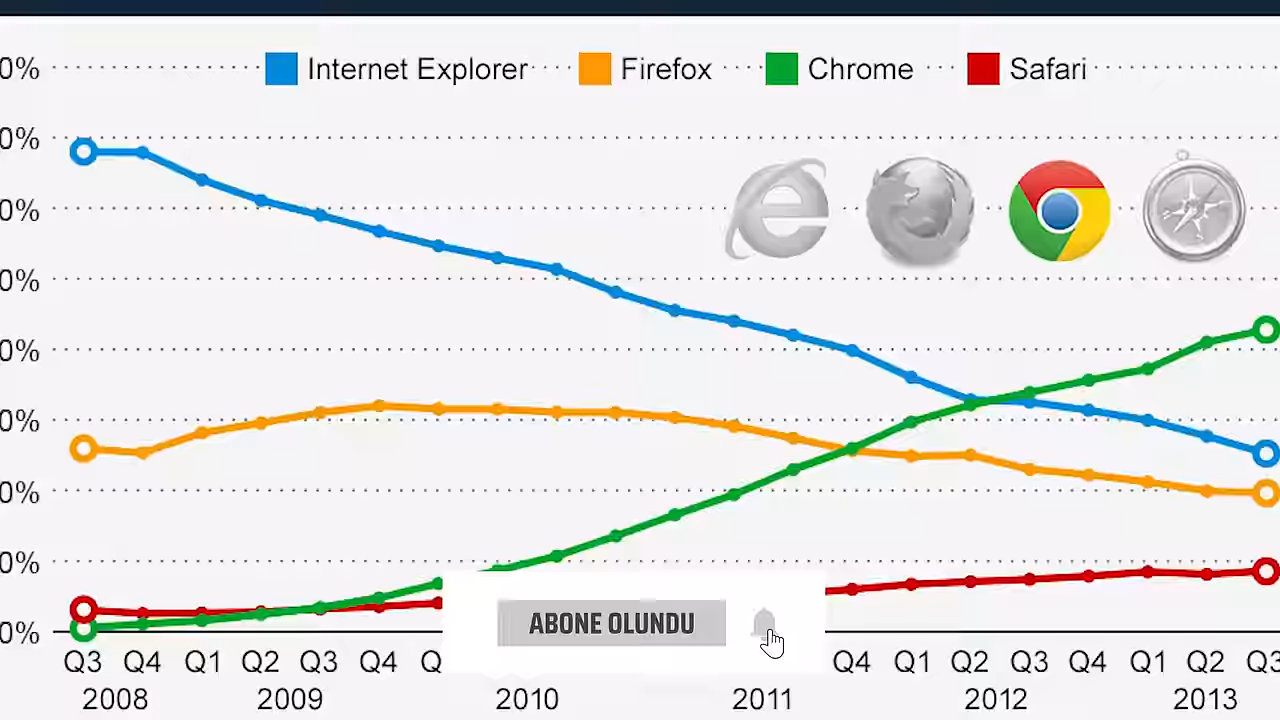 0% Internet Explorer Firefox Chrome Safari
0%
0%
0%
0%
0%
0%
0%
0%
ABONE OLUNDU
Q3 Q4 Q1 Q2 Q3 Q4 Q Q4 Q1 Q2 Q3 Q4 Q1 Q2 Q3
2008 2009 2010 2011 2012 2013